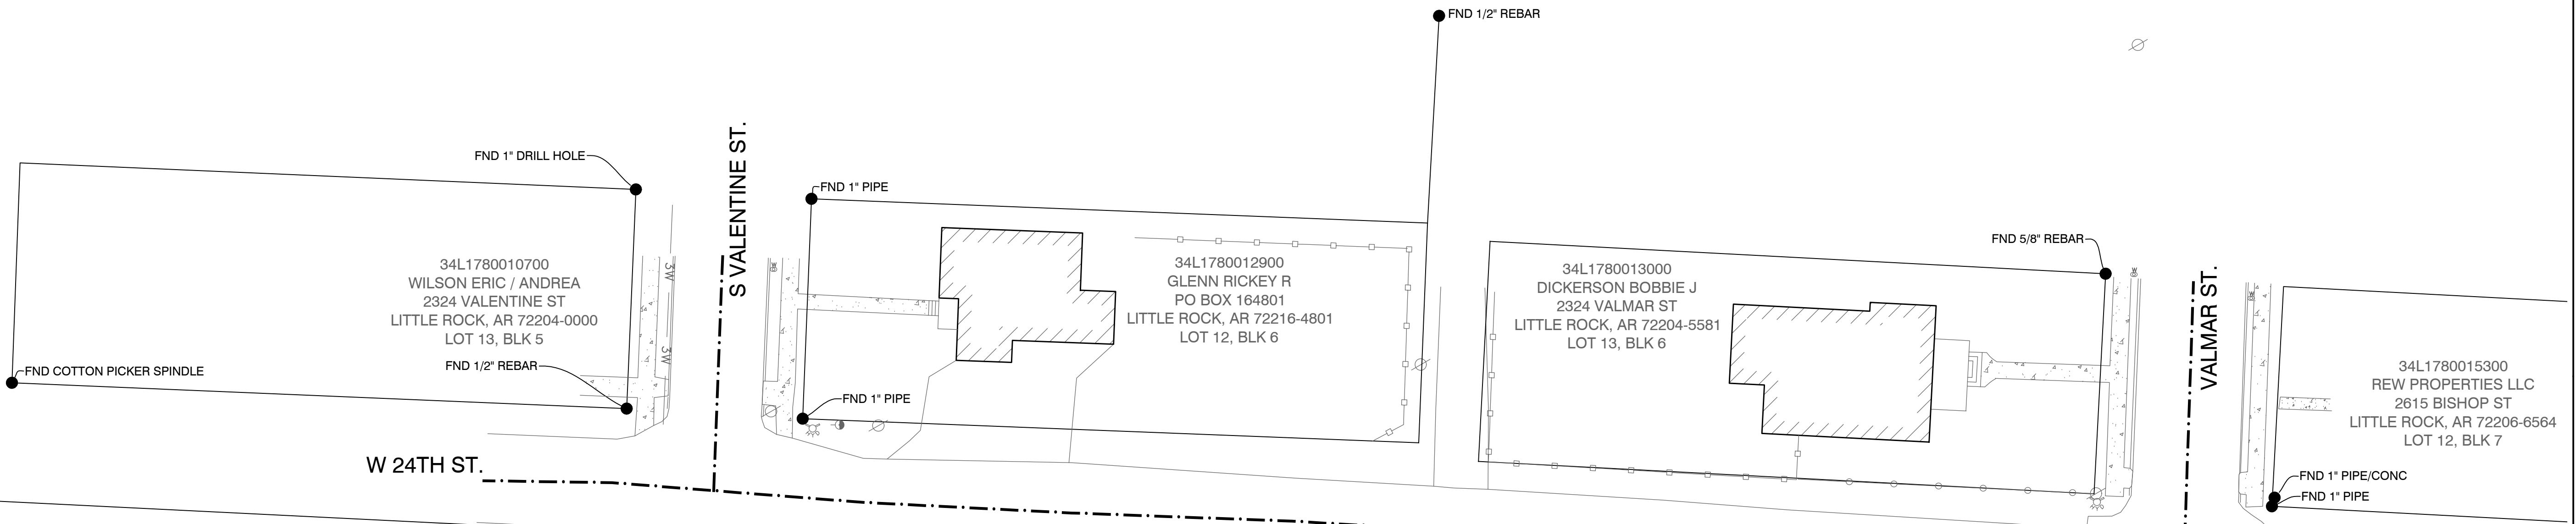 FND 1/2" REBAR
FND 1" DRILL HOLE
S VALENTINE ST.
FND 1" PIPE
34L1780010700
WILSON ERIC / ANDREA
2324 VALENTINE ST
LITTLE ROCK, AR 72204-0000
LOT 13, BLK 5
3W
3W
FND COTTON PICKER SPINDLE
FND 1/2" REBAR
34L1780012900
GLENN RICKEY R
PO BOX 164801
LITTLE ROCK, AR 72216-4801
LOT 12, BLK 6
FND 1" PIPE
34L1780013000
DICKERSON BOBBIE J
2324 VALMAR ST
LITTLE ROCK, AR 72204-5581
LOT 13, BLK 6
FND 5/8" REBAR
VALMAR ST.
34L1780015300
REW PROPERTIES LLC
2615 BISHOP ST
LITTLE ROCK, AR 72206-6564
LOT 12, BLK 7
FND 1" PIPE/CONC
FND 1" PIPE
W 24TH ST.